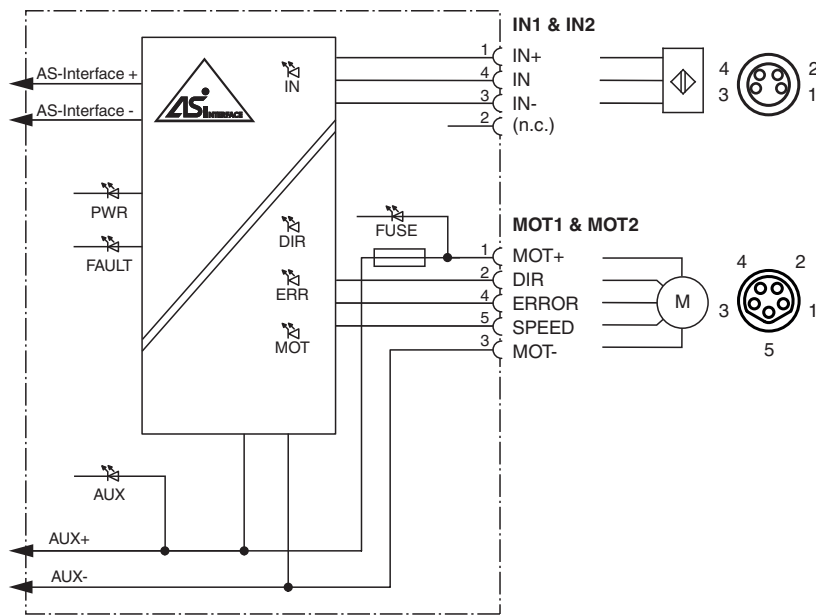 IN1 & IN2
1 IN+
4 IN
3 IN-
2 (n.c.)
4 2
3 1
AS-Interface +
AS-Interface -
ASi INTERFACE
IN
PWR
FAULT
DIR
ERR
MOT
FUSE
MOT1 & MOT2
1 MOT+
2 DIR
4 ERROR
5 SPEED
3 MOT-
M
4 2
3 1
5
AUX
AUX+
AUX-